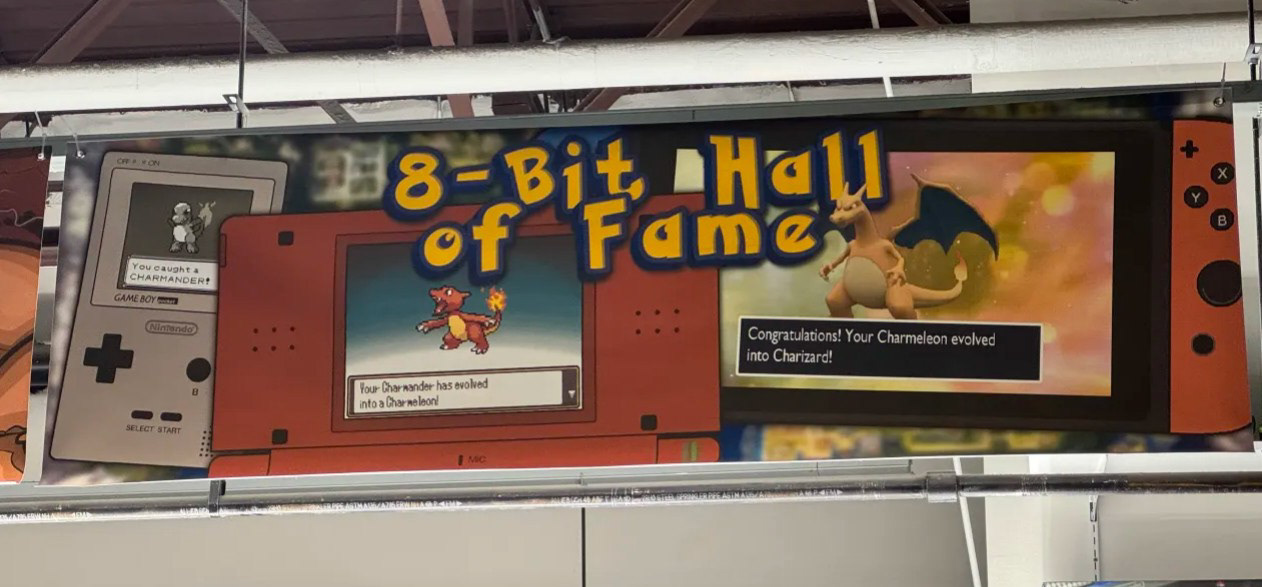 8-Bit Hall
of Fame
OFF ON
You caught a
CHARMANDER!
GAME BOY pocket
Nintendo
B
SELECT START
Your Charmander has evolved
into a Charmeleon!
MIC
Congratulations! Your Charmeleon evolved
into Charizard!
X
Y
B